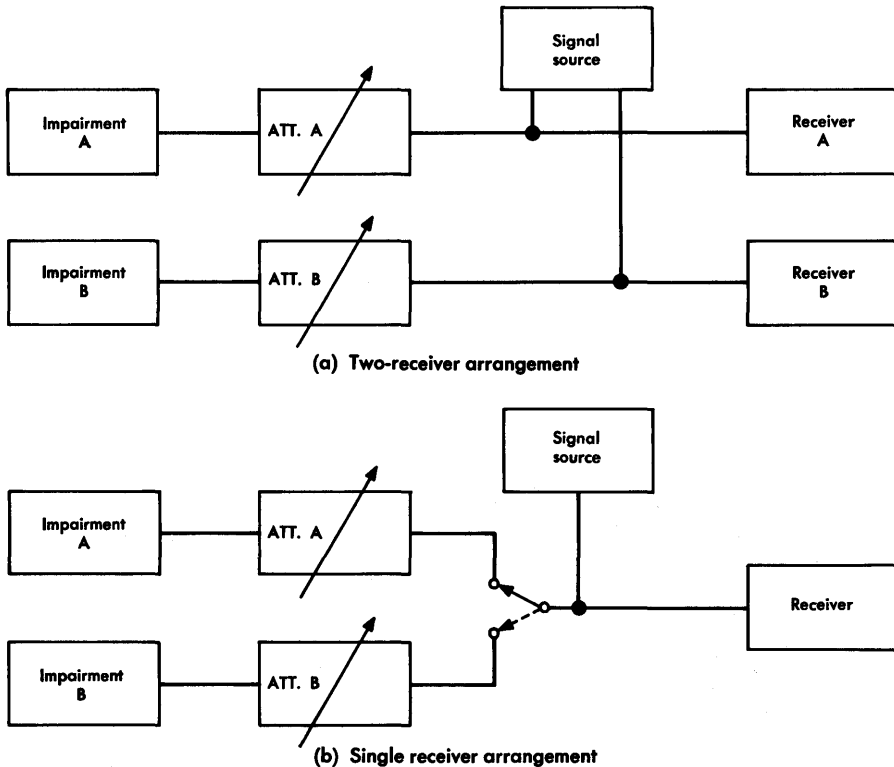 Signal
source
Impairment
A
ATT. A
Receiver
A
Impairment
B
ATT. B
Receiver
B
(a) Two-receiver arrangement
Signal
source
Impairment
A
ATT. A
Receiver
Impairment
B
ATT. B
(b) Single receiver arrangement